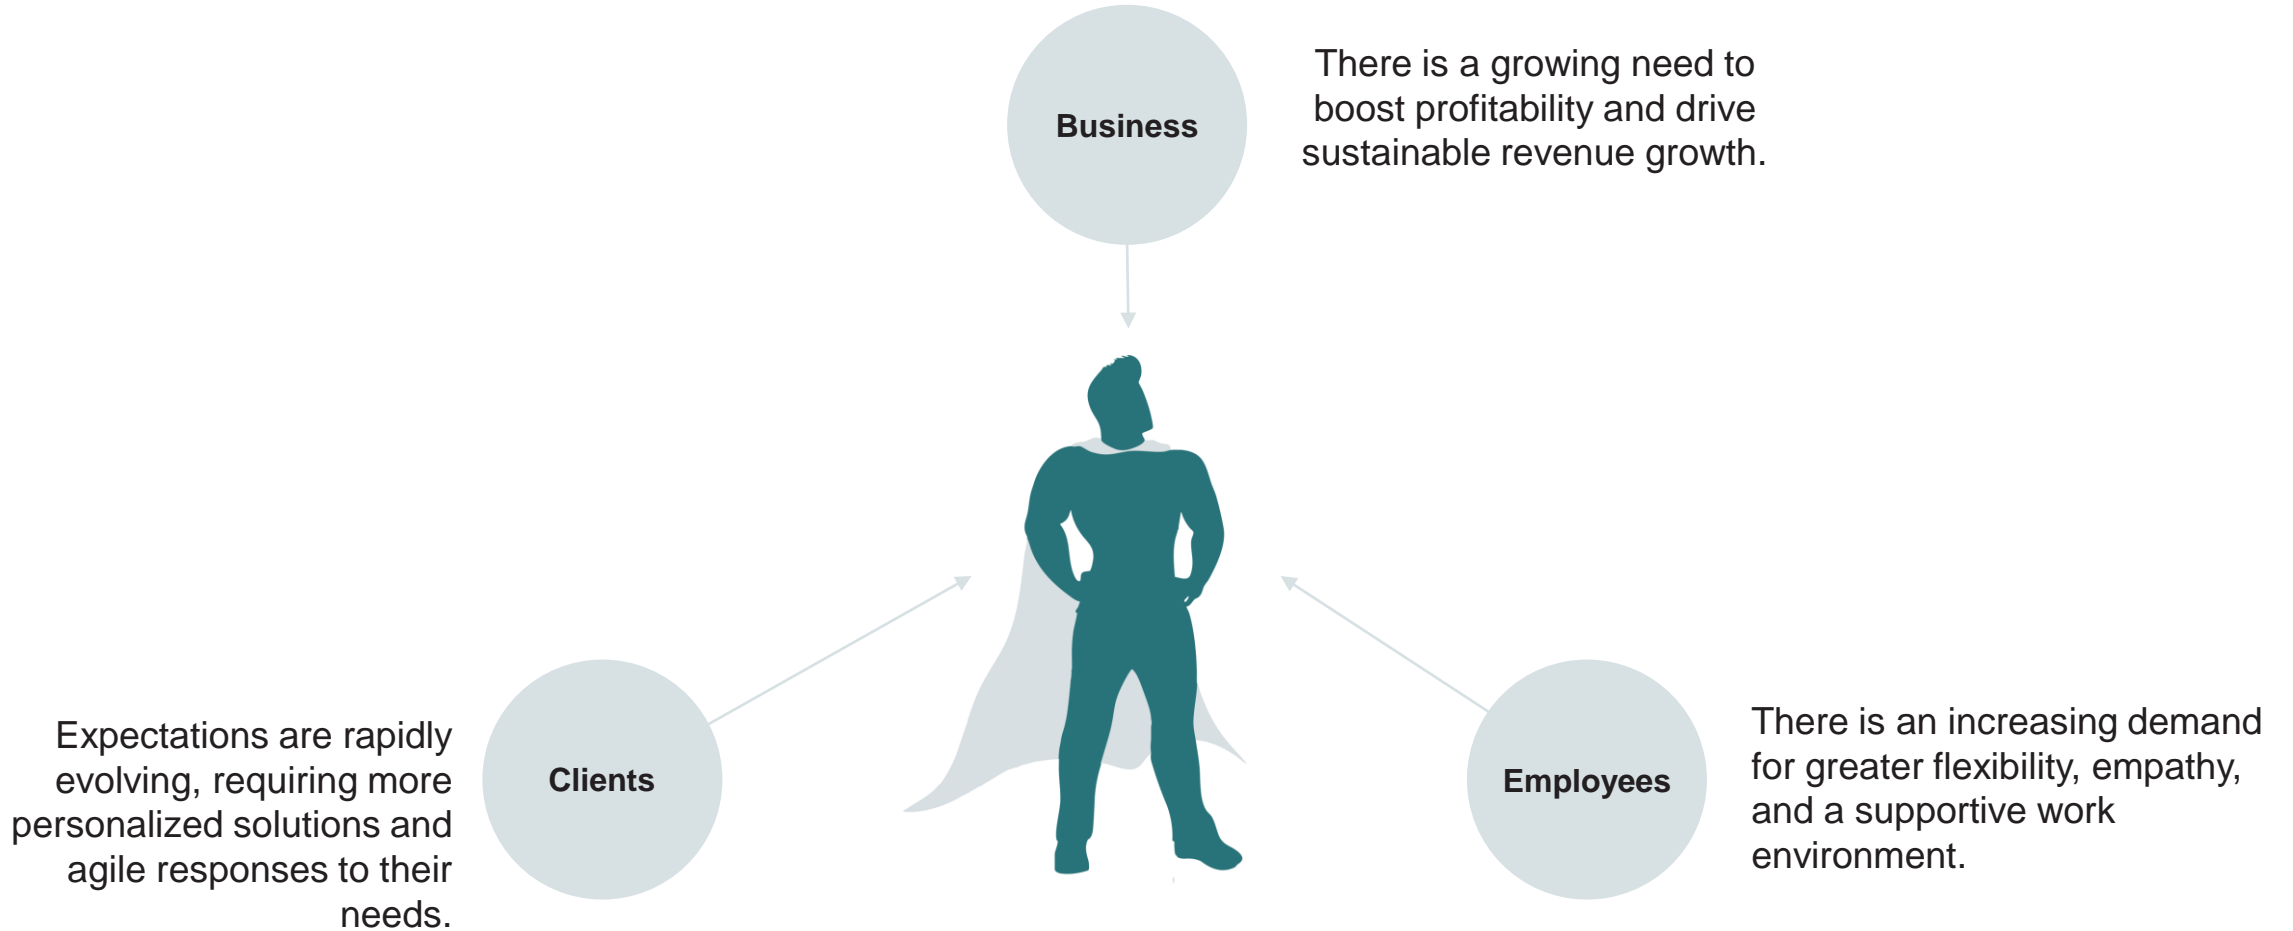 Business
There is a growing need to
boost profitability and drive
sustainable revenue growth.
Clients
Expectations are rapidly
evolving, requiring more
personalized solutions and
agile responses to their
needs.
Employees
There is an increasing demand
for greater flexibility, empathy,
and a supportive work
environment.